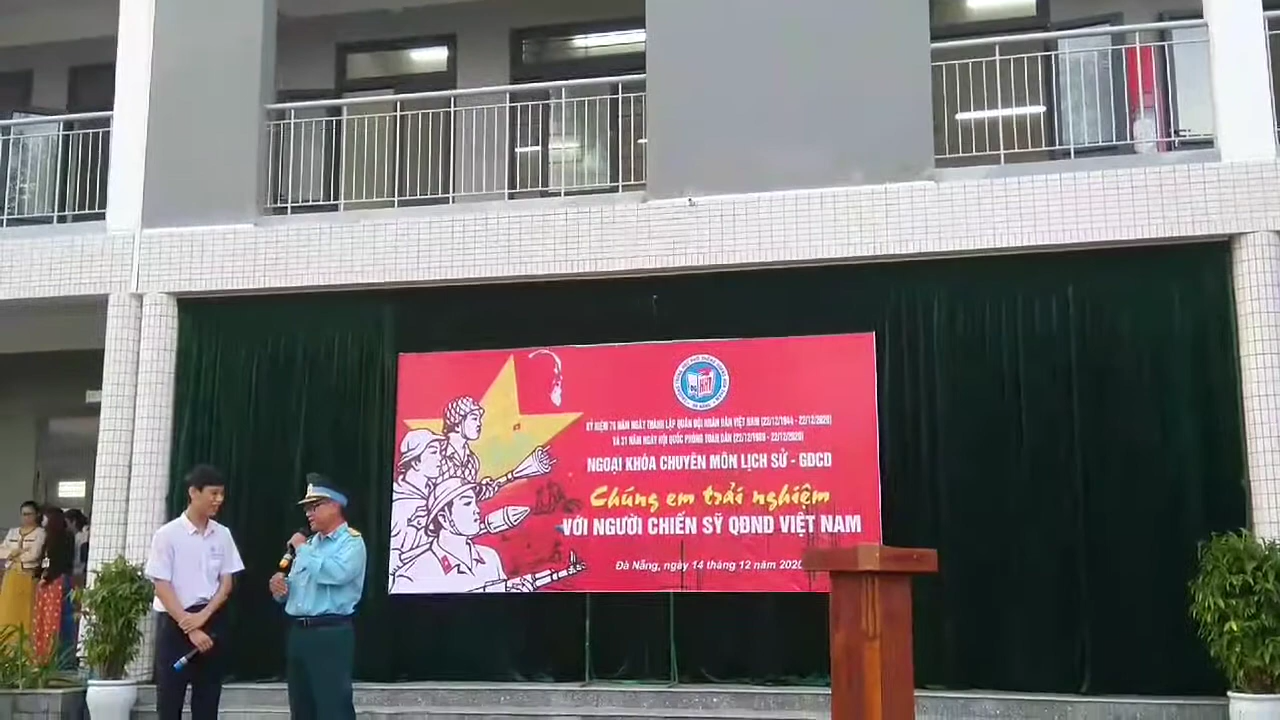 KỶ NIỆM 76 NĂM NGÀY THÀNH LẬP QUÂN ĐỘI NHÂN DÂN VIỆT NAM (22/12/1944 - 22/12/2020)
VÀ 31 NĂM NGÀY HỘI QUỐC PHÒNG TOÀN DÂN (22/12/1989 - 22/12/2020)
NGOẠI KHÓA CHUYÊN MÔN LỊCH SỬ - GDCD
Chúng em trải nghiệm
VỚI NGƯỜI CHIẾN SỸ QĐND VIỆT NAM
Đà Nẵng, ngày 14 tháng 12 năm 2020